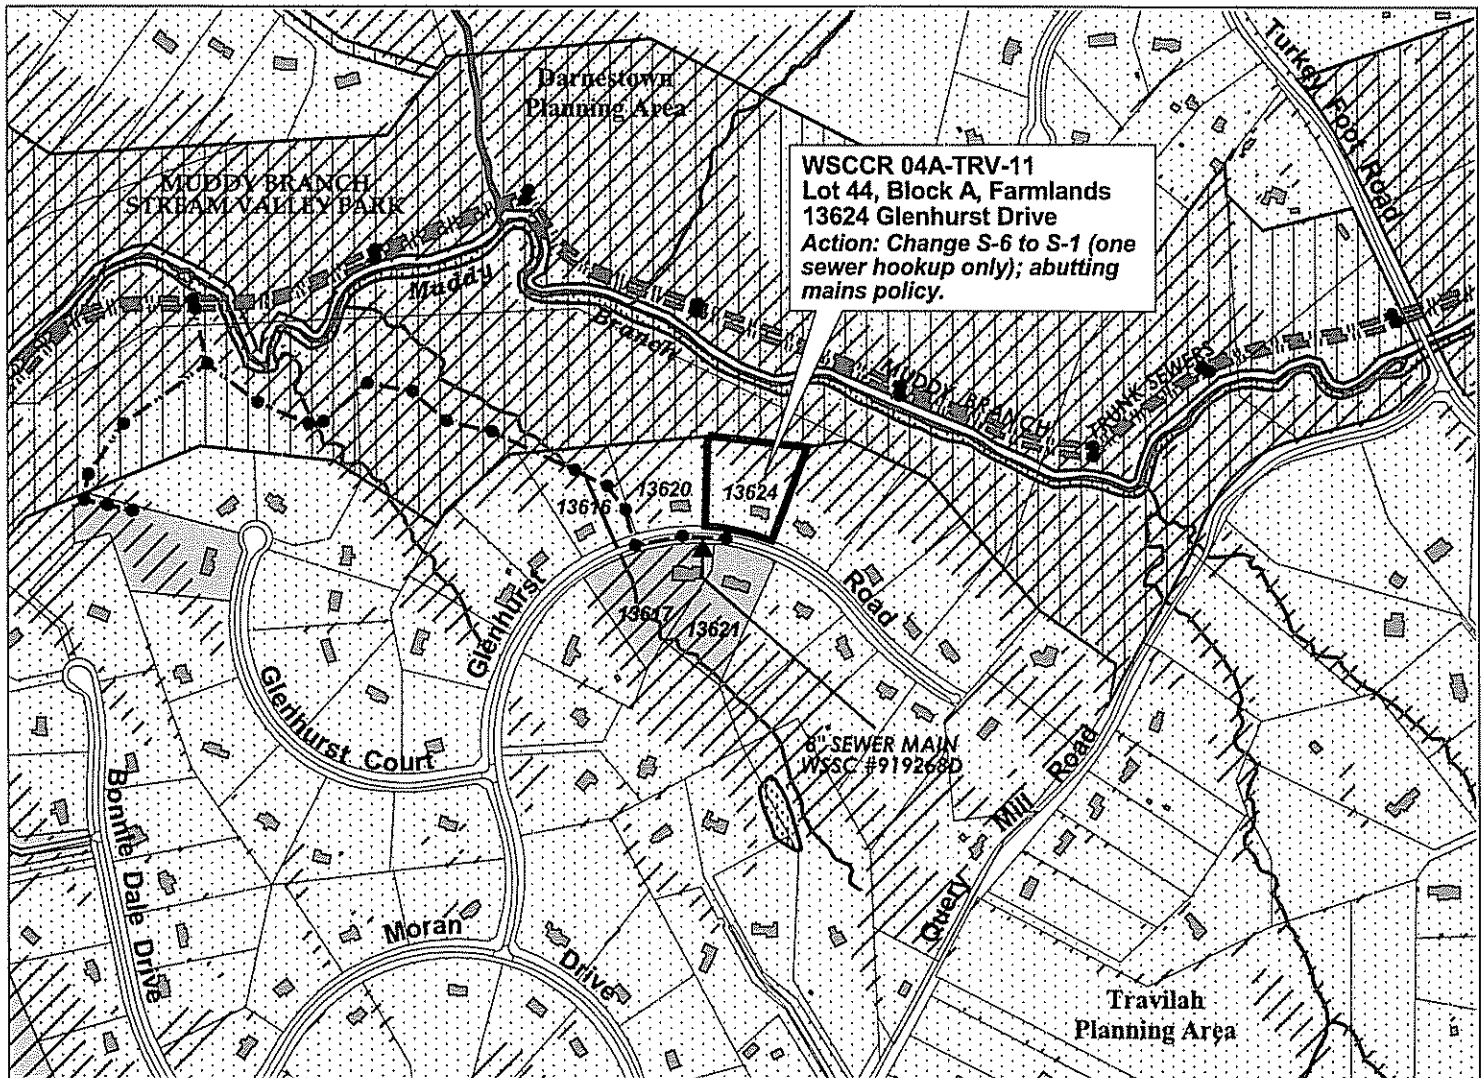 Darnestown
Planning Area
Turkey Foot Road
MUDDY BRANCH
STREAM VALLEY PARK
WSCCR 04A-TRV-11
Lot 44, Block A, Farmlands
13624 Glenhurst Drive
Action: Change S-6 to S-1 (one
sewer hookup only); abutting
mains policy.
Muddy
Branch
MUDDY BRANCH
TRUNK SEWERS
13616
13620
13624
Glenhurst
Road
13617
13621
Glenhurst Court
8" SEWER MAIN
WSSC #919268D
Query Mill Road
Bonnie Dale Drive
Moran
Drive
Travilah
Planning Area